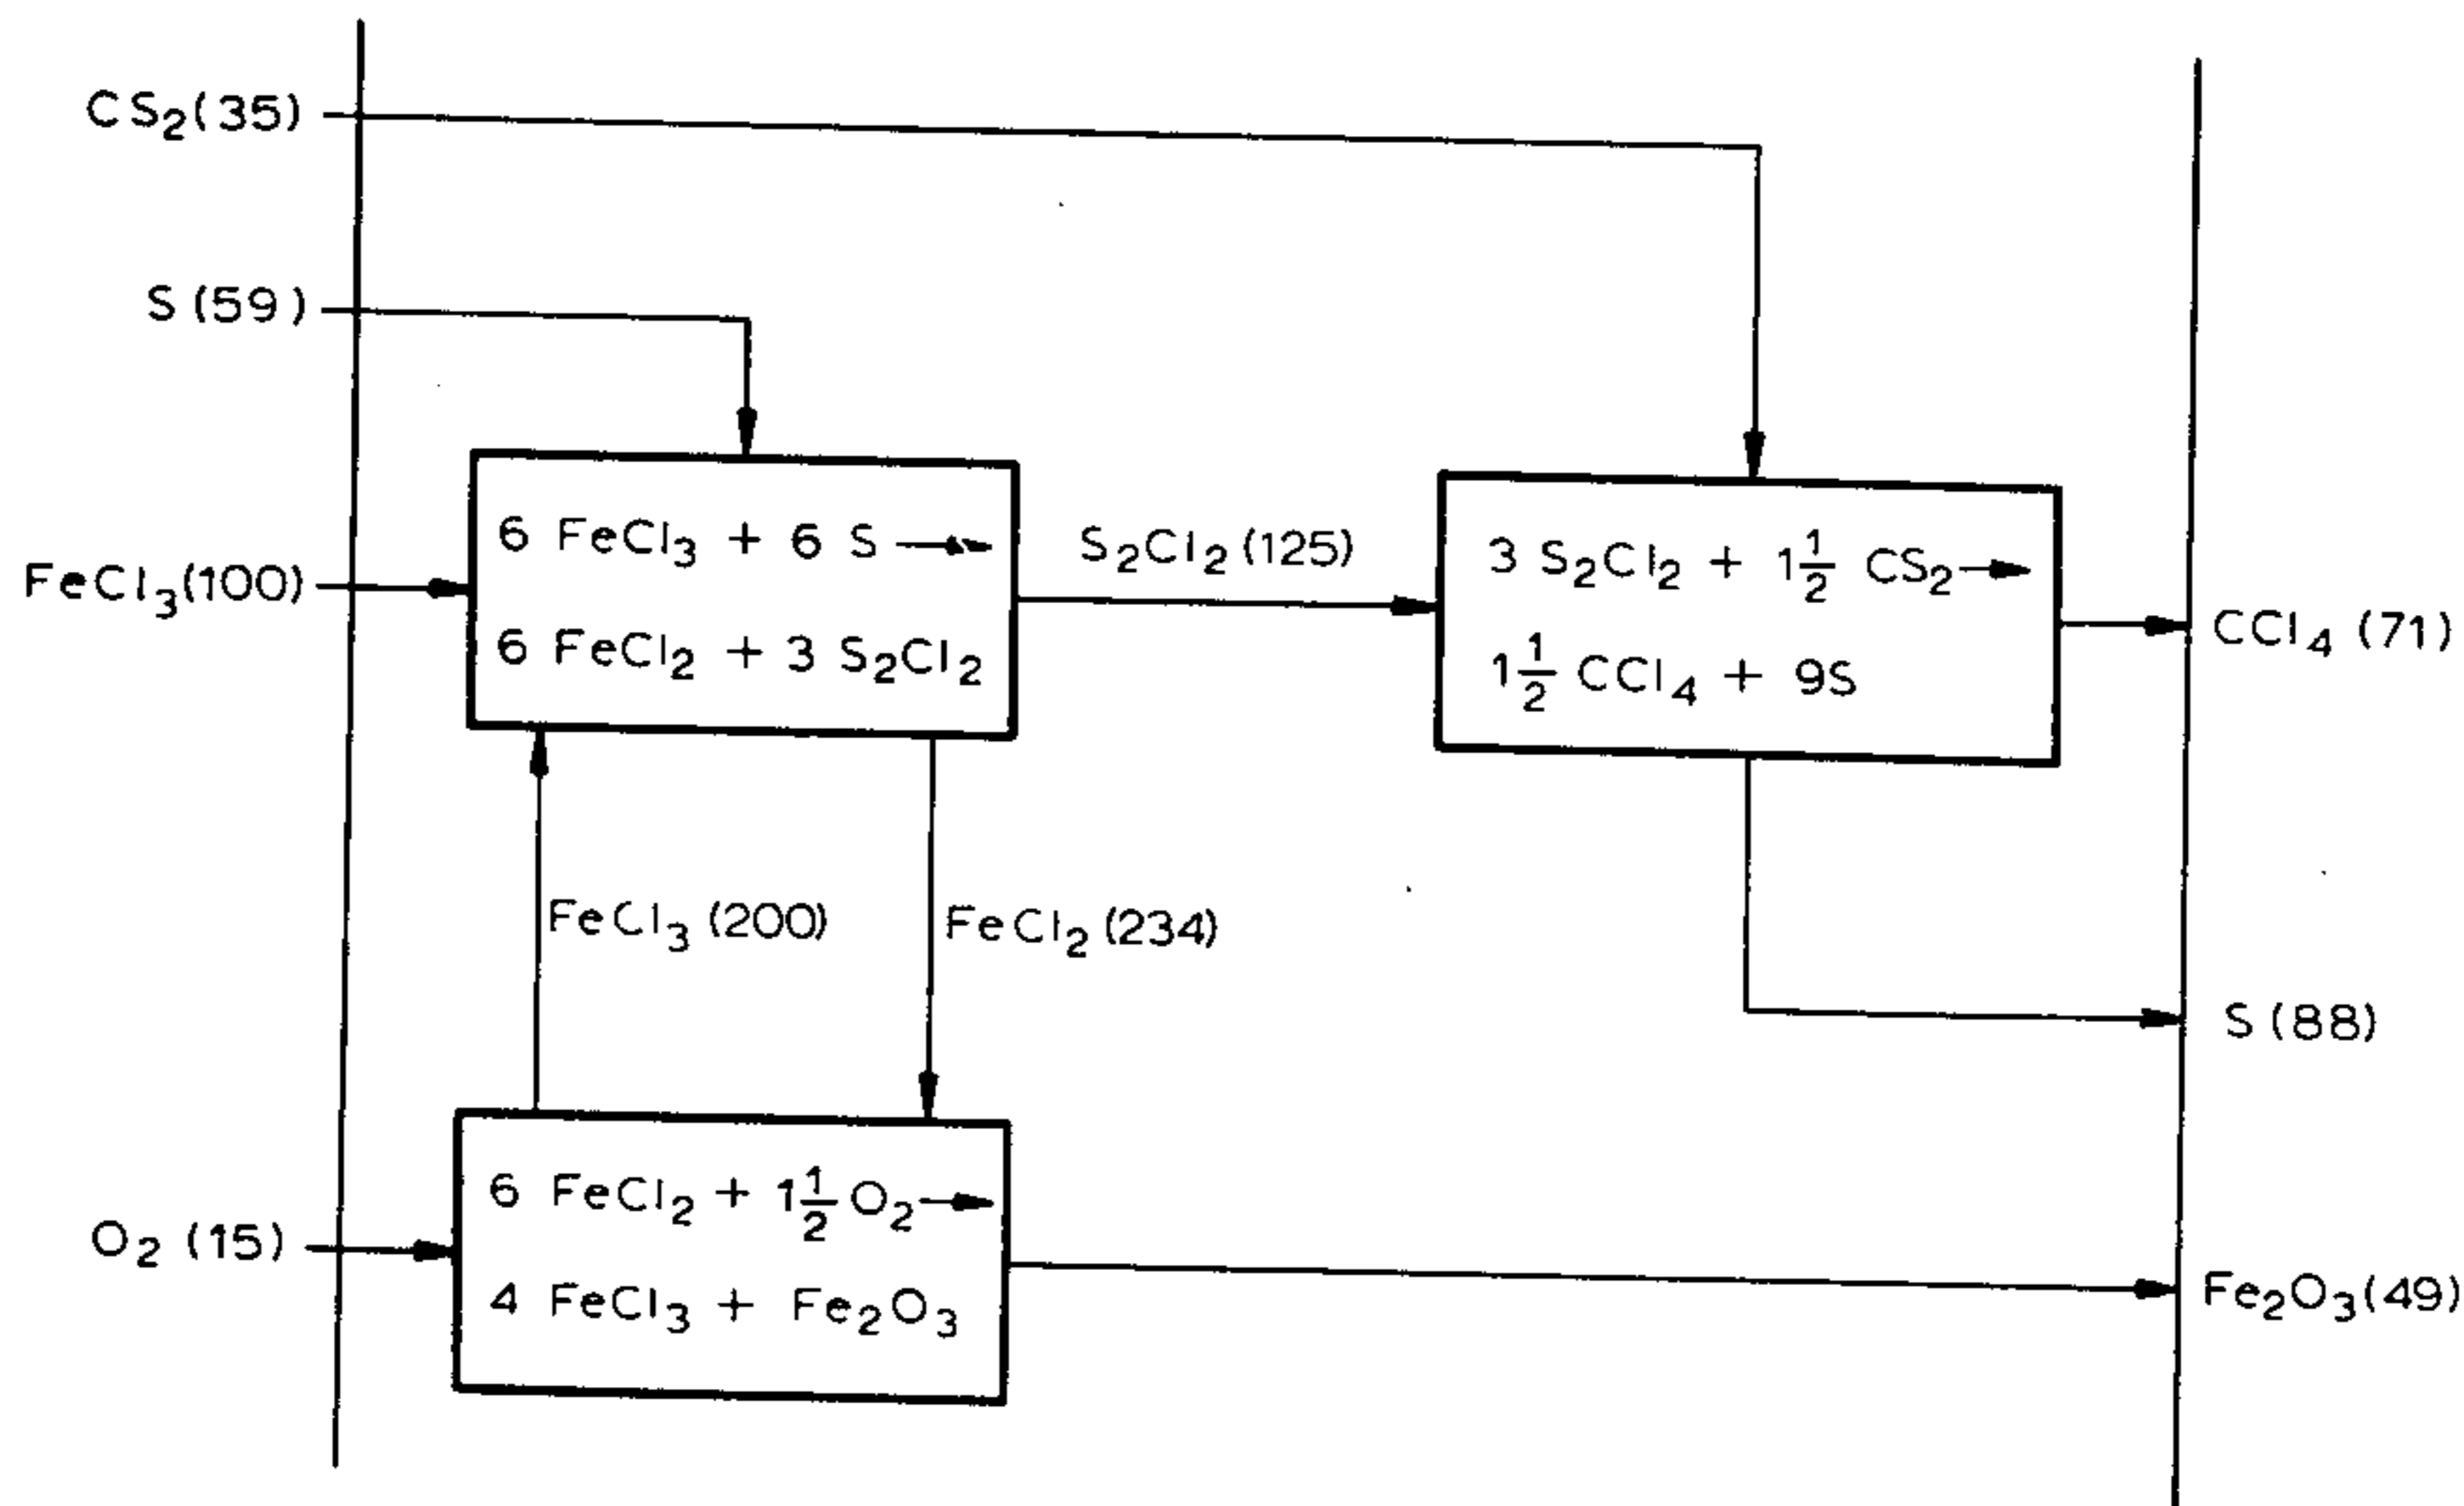 CS₂(35)
S (59)
FeCl₃(100)
6 FeCl₃ + 6 S →
6 FeCl₂ + 3 S₂Cl₂
S₂Cl₂ (125)
3 S₂Cl₂ + 1½ CS₂ →
1½ CCl₄ + 9S
CCl₄ (71)
FeCl₃ (200)
FeCl₂ (234)
S (88)
O₂ (15)
6 FeCl₂ + 1½ O₂ →
4 FeCl₃ + Fe₂O₃
Fe₂O₃(49)